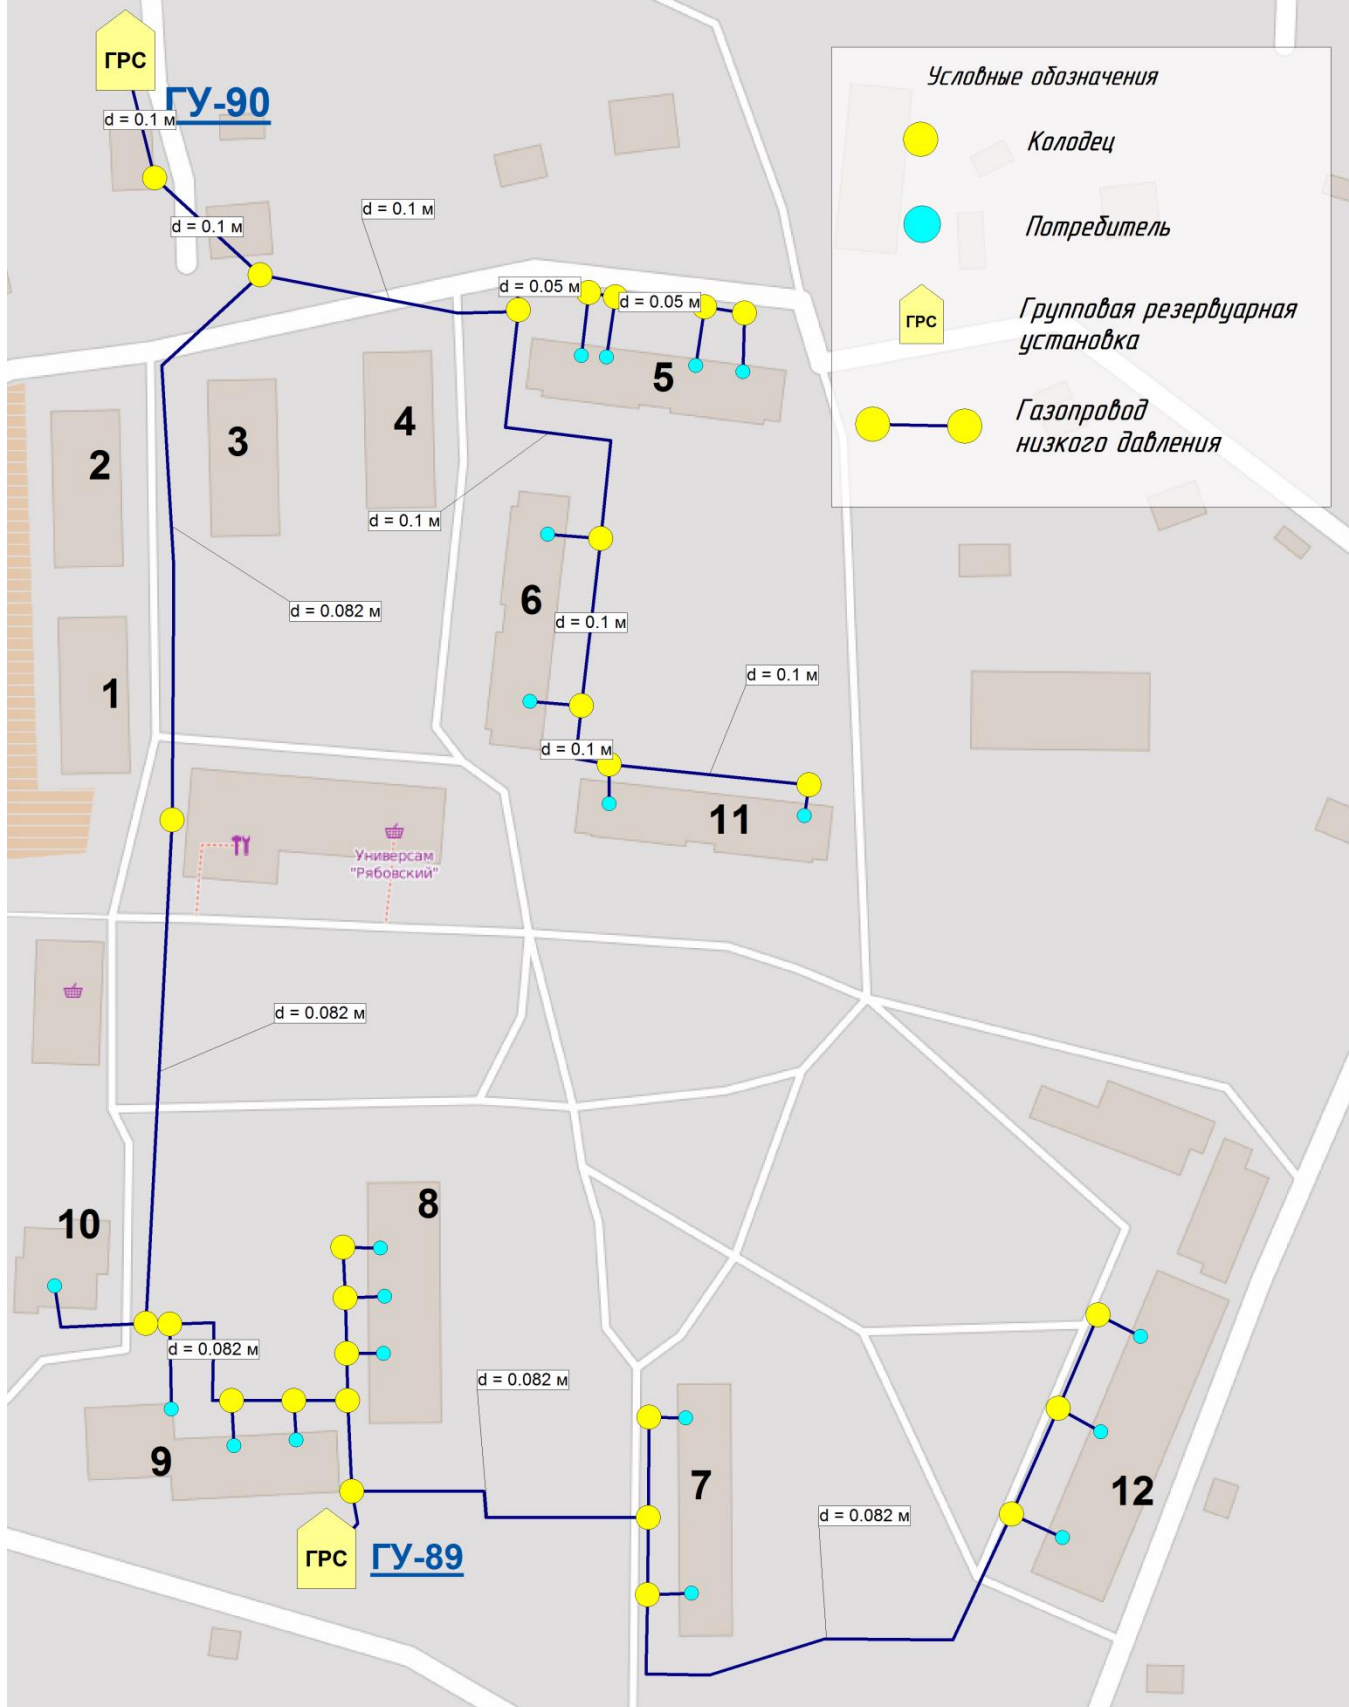 ГРС
ГУ-90
d = 0.1 м
d = 0.1 м
d = 0.1 м
Условные обозначения
Колодец
Потребитель
ГРС
Групповая резервуарная
установка
Газопровод
низкого давления
d = 0.05 м
d = 0.05 м
5
4
3
2
d = 0.1 м
d = 0.082 м
6
d = 0.1 м
1
d = 0.1 м
d = 0.1 м
11
Универсам
"Рябовский"
d = 0.082 м
8
10
d = 0.082 м
d = 0.082 м
9
7
12
d = 0.082 м
ГРС
ГУ-89